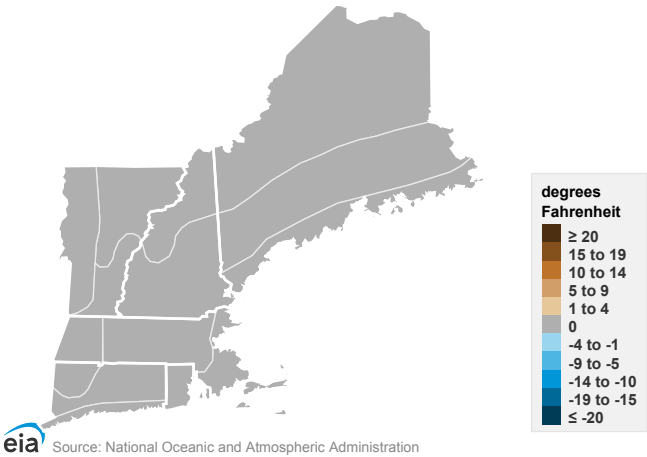 degrees
Fahrenheit
≥ 20
15 to 19
10 to 14
5 to 9
1 to 4
0
-4 to -1
-9 to -5
-14 to -10
-19 to -15
≤ -20
eia Source: National Oceanic and Atmospheric Administration